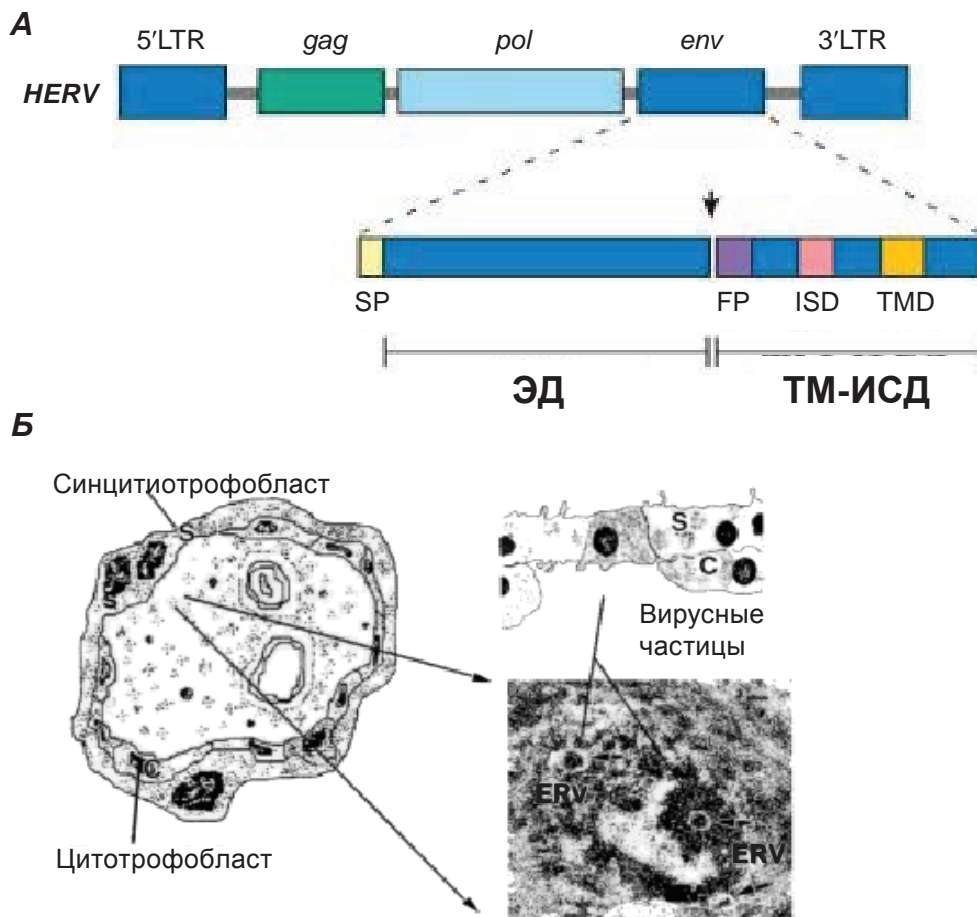 А
5'LTR gag pol env 3'LTR
HERV
SP FP ISD TMD
ЭД ТМ-ИСД
Б
Синцитиотрофобласт
S
S
C
Вирусные
частицы
ERV
ERV
Цитотрофобласт